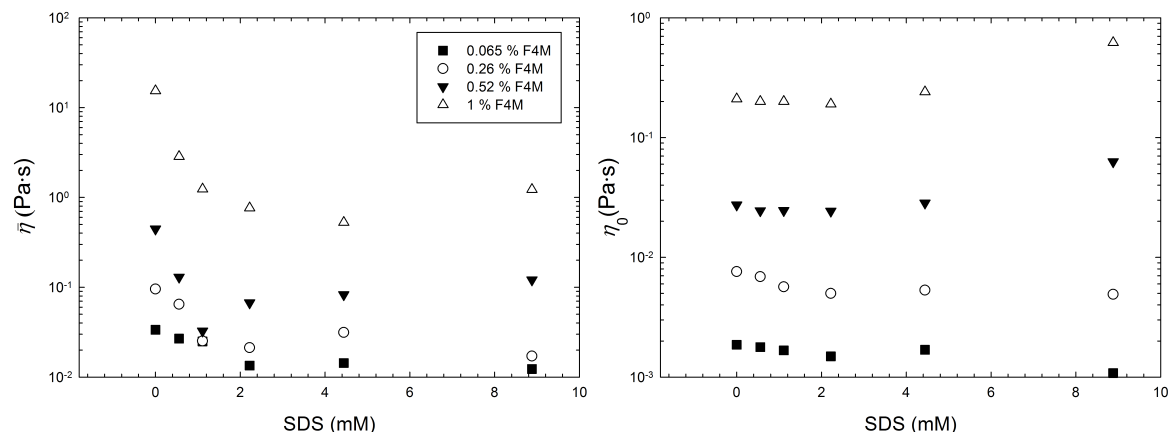 10²
10¹
10⁰
10⁻¹
10⁻²
0
2
4
6
8
10
SDS (mM)
η̄ (Pa·s)
0.065 % F4M
0.26 % F4M
0.52 % F4M
1 % F4M
10⁰
10⁻¹
10⁻²
10⁻³
0
2
4
6
8
10
SDS (mM)
η₀(Pa·s)